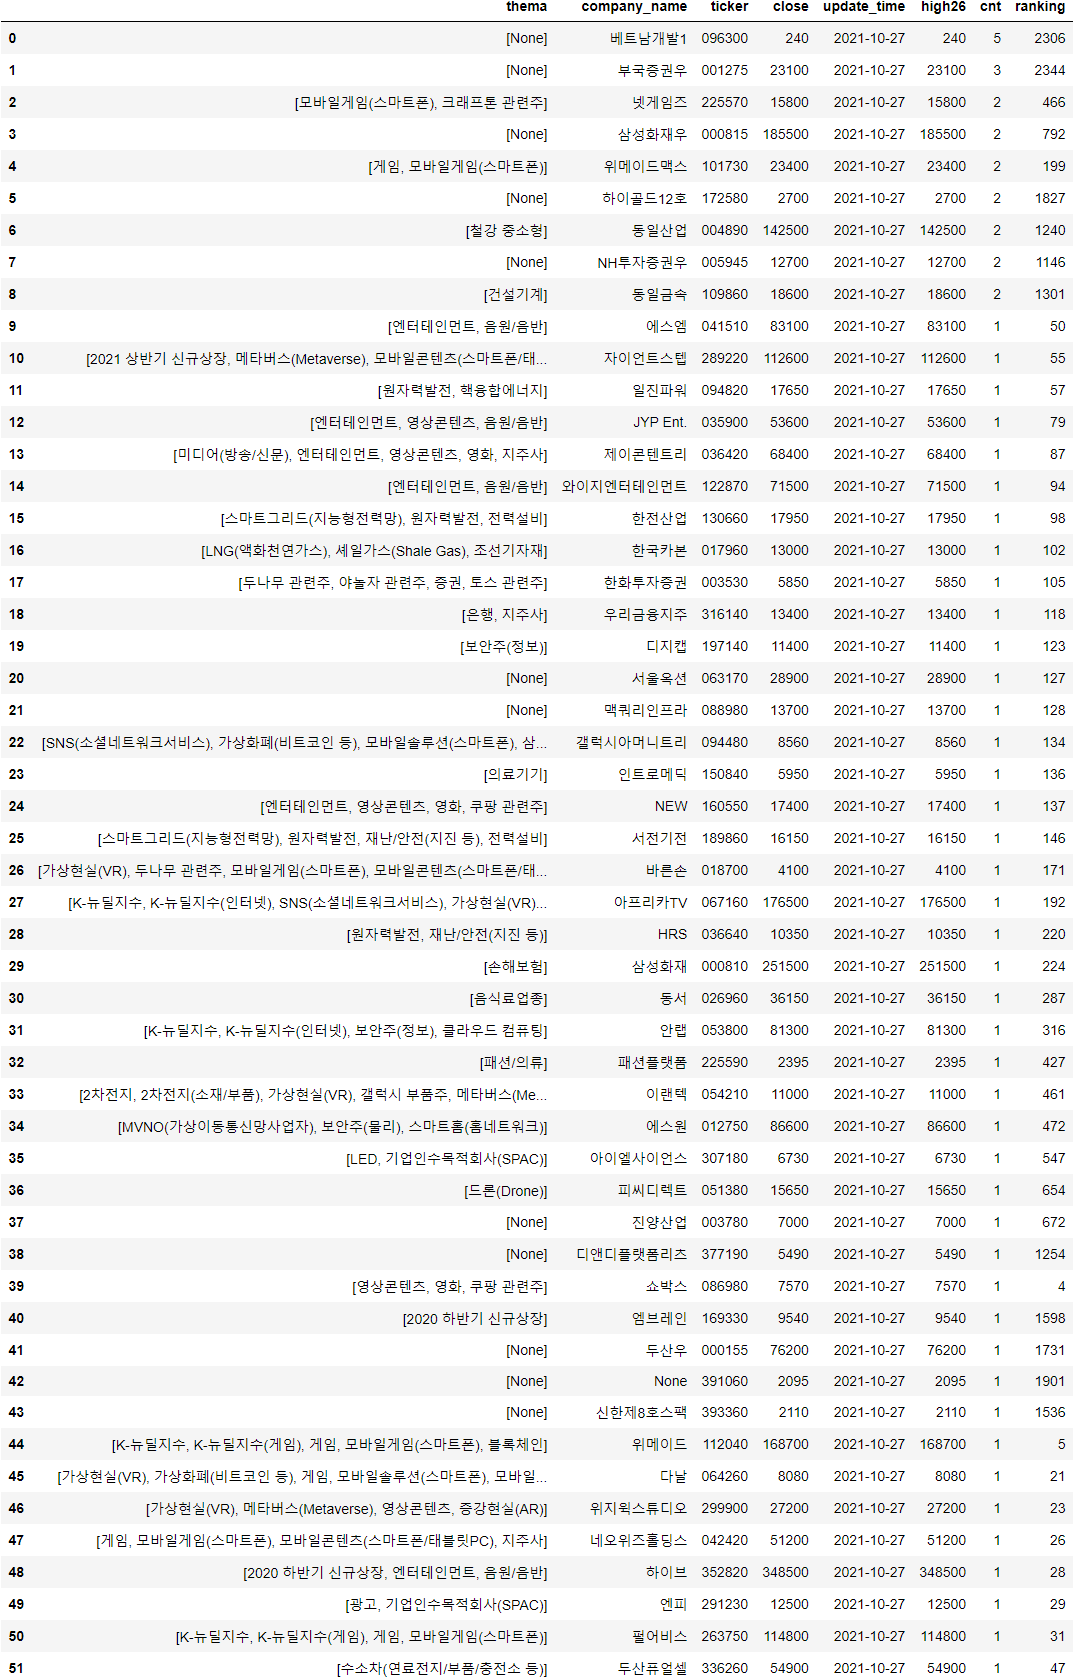 thema company_name ticker close update_time high26 cnt ranking
0 [None] 베트남개발1 096300 240 2021-10-27 240 5 2306
1 [None] 부국증권우 001275 23100 2021-10-27 23100 3 2344
2 [모바일게임(스마트폰), 크래프톤 관련주] 넷게임즈 225570 15800 2021-10-27 15800 2 466
3 [None] 삼성화재우 000815 185500 2021-10-27 185500 2 792
4 [게임, 모바일게임(스마트폰)] 위메이드맥스 101730 23400 2021-10-27 23400 2 199
5 [None] 하이골드12호 172580 2700 2021-10-27 2700 2 1827
6 [철강 중소형] 동일산업 004890 142500 2021-10-27 142500 2 1240
7 [None] NH투자증권우 005945 12700 2021-10-27 12700 2 1146
8 [건설기계] 동일금속 109860 18600 2021-10-27 18600 2 1301
9 [엔터테인먼트, 음원/음반] 에스엠 041510 83100 2021-10-27 83100 1 50
10 [2021 상반기 신규상장, 메타버스(Metaverse), 모바일콘텐츠(스마트폰/태... 자이언트스텝 289220 112600 2021-10-27 112600 1 55
11 [원자력발전, 핵융합에너지] 일진파워 094820 17650 2021-10-27 17650 1 57
12 [엔터테인먼트, 영상콘텐츠, 음원/음반] JYP Ent. 035900 53600 2021-10-27 53600 1 79
13 [미디어(방송/신문), 엔터테인먼트, 영상콘텐츠, 영화, 지주사] 제이콘텐트리 036420 68400 2021-10-27 68400 1 87
14 [엔터테인먼트, 음원/음반] 와이지엔터테인먼트 122870 71500 2021-10-27 71500 1 94
15 [스마트그리드(지능형전력망), 원자력발전, 전력설비] 한전산업 130660 17950 2021-10-27 17950 1 98
16 [LNG(액화천연가스), 셰일가스(Shale Gas), 조선기자재] 한국카본 017960 13000 2021-10-27 13000 1 102
17 [두나무 관련주, 야놀자 관련주, 증권, 토스 관련주] 한화투자증권 003530 5850 2021-10-27 5850 1 105
18 [은행, 지주사] 우리금융지주 316140 13400 2021-10-27 13400 1 118
19 [보안주(정보)] 디지캡 197140 11400 2021-10-27 11400 1 123
20 [None] 서울옥션 063170 28900 2021-10-27 28900 1 127
21 [None] 맥쿼리인프라 088980 13700 2021-10-27 13700 1 128
22 [SNS(소셜네트워크서비스), 가상화폐(비트코인 등), 모바일솔루션(스마트폰), 삼... 갤럭시아머니트리 094480 8560 2021-10-27 8560 1 134
23 [의료기기] 인트로메딕 150840 5950 2021-10-27 5950 1 136
24 [엔터테인먼트, 영상콘텐츠, 영화, 쿠팡 관련주] NEW 160550 17400 2021-10-27 17400 1 137
25 [스마트그리드(지능형전력망), 원자력발전, 재난/안전(지진 등), 전력설비] 서전기전 189860 16150 2021-10-27 16150 1 146
26 [가상현실(VR), 두나무 관련주, 모바일게임(스마트폰), 모바일콘텐츠(스마트폰/태... 바른손 018700 4100 2021-10-27 4100 1 171
27 [K-뉴딜지수, K-뉴딜지수(인터넷), SNS(소셜네트워크서비스), 가상현실(VR)... 아프리카TV 067160 176500 2021-10-27 176500 1 192
28 [원자력발전, 재난/안전(지진 등)] HRS 036640 10350 2021-10-27 10350 1 220
29 [손해보험] 삼성화재 000810 251500 2021-10-27 251500 1 224
30 [음식료업종] 동서 026960 36150 2021-10-27 36150 1 287
31 [K-뉴딜지수, K-뉴딜지수(인터넷), 보안주(정보), 클라우드 컴퓨팅] 안랩 053800 81300 2021-10-27 81300 1 316
32 [패션/의류] 패션플랫폼 225590 2395 2021-10-27 2395 1 427
33 [2차전지, 2차전지(소재/부품), 가상현실(VR), 갤럭시 부품주, 메타버스(Me... 이랜텍 054210 11000 2021-10-27 11000 1 461
34 [MVNO(가상이동통신망사업자), 보안주(물리), 스마트홈(홈네트워크)] 에스원 012750 86600 2021-10-27 86600 1 472
35 [LED, 기업인수목적회사(SPAC)] 아이엘사이언스 307180 6730 2021-10-27 6730 1 547
36 [드론(Drone)] 피씨디렉트 051380 15650 2021-10-27 15650 1 654
37 [None] 진양산업 003780 7000 2021-10-27 7000 1 672
38 [None] 디앤디플랫폼리츠 377190 5490 2021-10-27 5490 1 1254
39 [영상콘텐츠, 영화, 쿠팡 관련주] 쇼박스 086980 7570 2021-10-27 7570 1 4
40 [2020 하반기 신규상장] 엠브레인 169330 9540 2021-10-27 9540 1 1598
41 [None] 두산우 000155 76200 2021-10-27 76200 1 1731
42 [None] None 391060 2095 2021-10-27 2095 1 1901
43 [None] 신한제8호스팩 393360 2110 2021-10-27 2110 1 1536
44 [K-뉴딜지수, K-뉴딜지수(게임), 게임, 모바일게임(스마트폰), 블록체인] 위메이드 112040 168700 2021-10-27 168700 1 5
45 [가상현실(VR), 가상화폐(비트코인 등), 게임, 모바일솔루션(스마트폰), 모바일... 다날 064260 8080 2021-10-27 8080 1 21
46 [가상현실(VR), 메타버스(Metaverse), 영상콘텐츠, 증강현실(AR)] 위지윅스튜디오 299900 27200 2021-10-27 27200 1 23
47 [게임, 모바일게임(스마트폰), 모바일콘텐츠(스마트폰/태블릿PC), 지주사] 네오위즈홀딩스 042420 51200 2021-10-27 51200 1 26
48 [2020 하반기 신규상장, 엔터테인먼트, 음원/음반] 하이브 352820 348500 2021-10-27 348500 1 28
49 [광고, 기업인수목적회사(SPAC)] 엔피 291230 12500 2021-10-27 12500 1 29
50 [K-뉴딜지수, K-뉴딜지수(게임), 게임, 모바일게임(스마트폰)] 펄어비스 263750 114800 2021-10-27 114800 1 31
51 [수소차(연료전지/부품/충전소 등)] 두산퓨얼셀 336260 54900 2021-10-27 54900 1 47